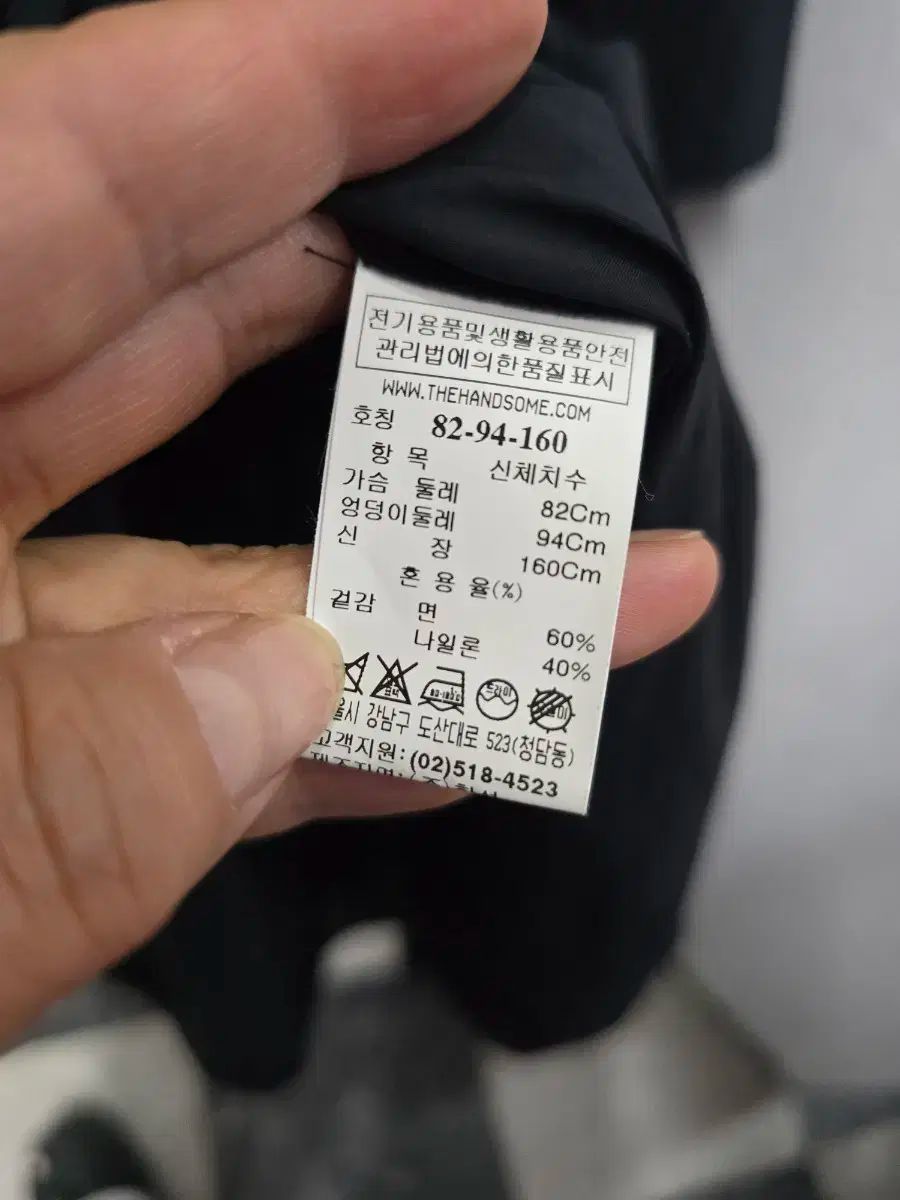 전기용품및생활용품안전
관리법에의한품질표시
WWW.THEHANDSOME.COM
호칭 82-94-160
항 목 신체치수
가슴 둘레 82Cm
엉덩이둘레 94Cm
신 장 160Cm
혼 용 율(%)
겉감 면 60%
나일론 40%
드라이
울시 강남구 도산대로 523(청담동)
고객지원: (02)518-4523